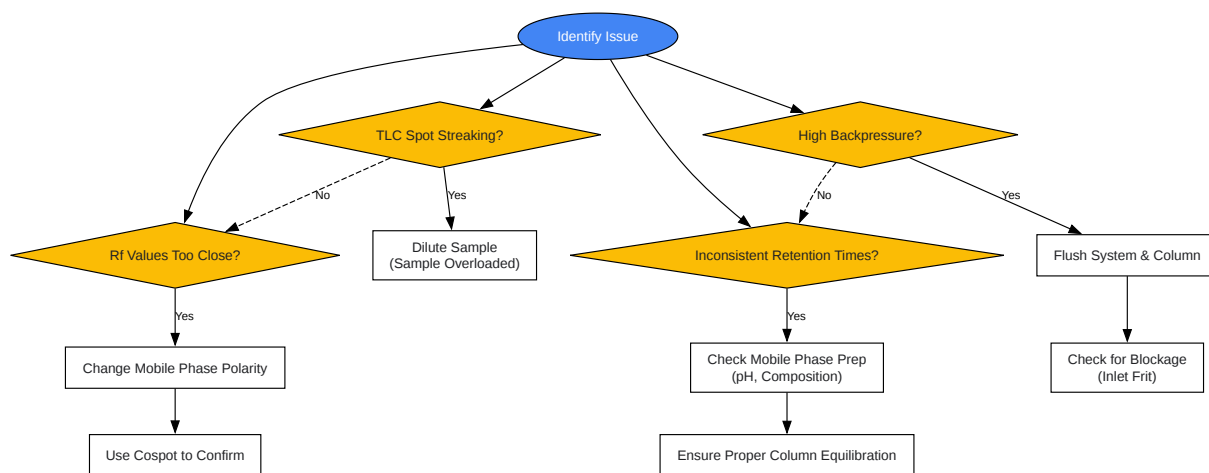 Identify Issue
TLC Spot Streaking?
High Backpressure?
No
Yes
No
Yes
Rf Values Too Close?
Dilute Sample
(Sample Overloaded)
Inconsistent Retention Times?
Flush System & Column
Yes
Yes
Change Mobile Phase Polarity
Check Mobile Phase Prep
(pH, Composition)
Check for Blockage
(Inlet Frit)
Use Cospot to Confirm
Ensure Proper Column Equilibration